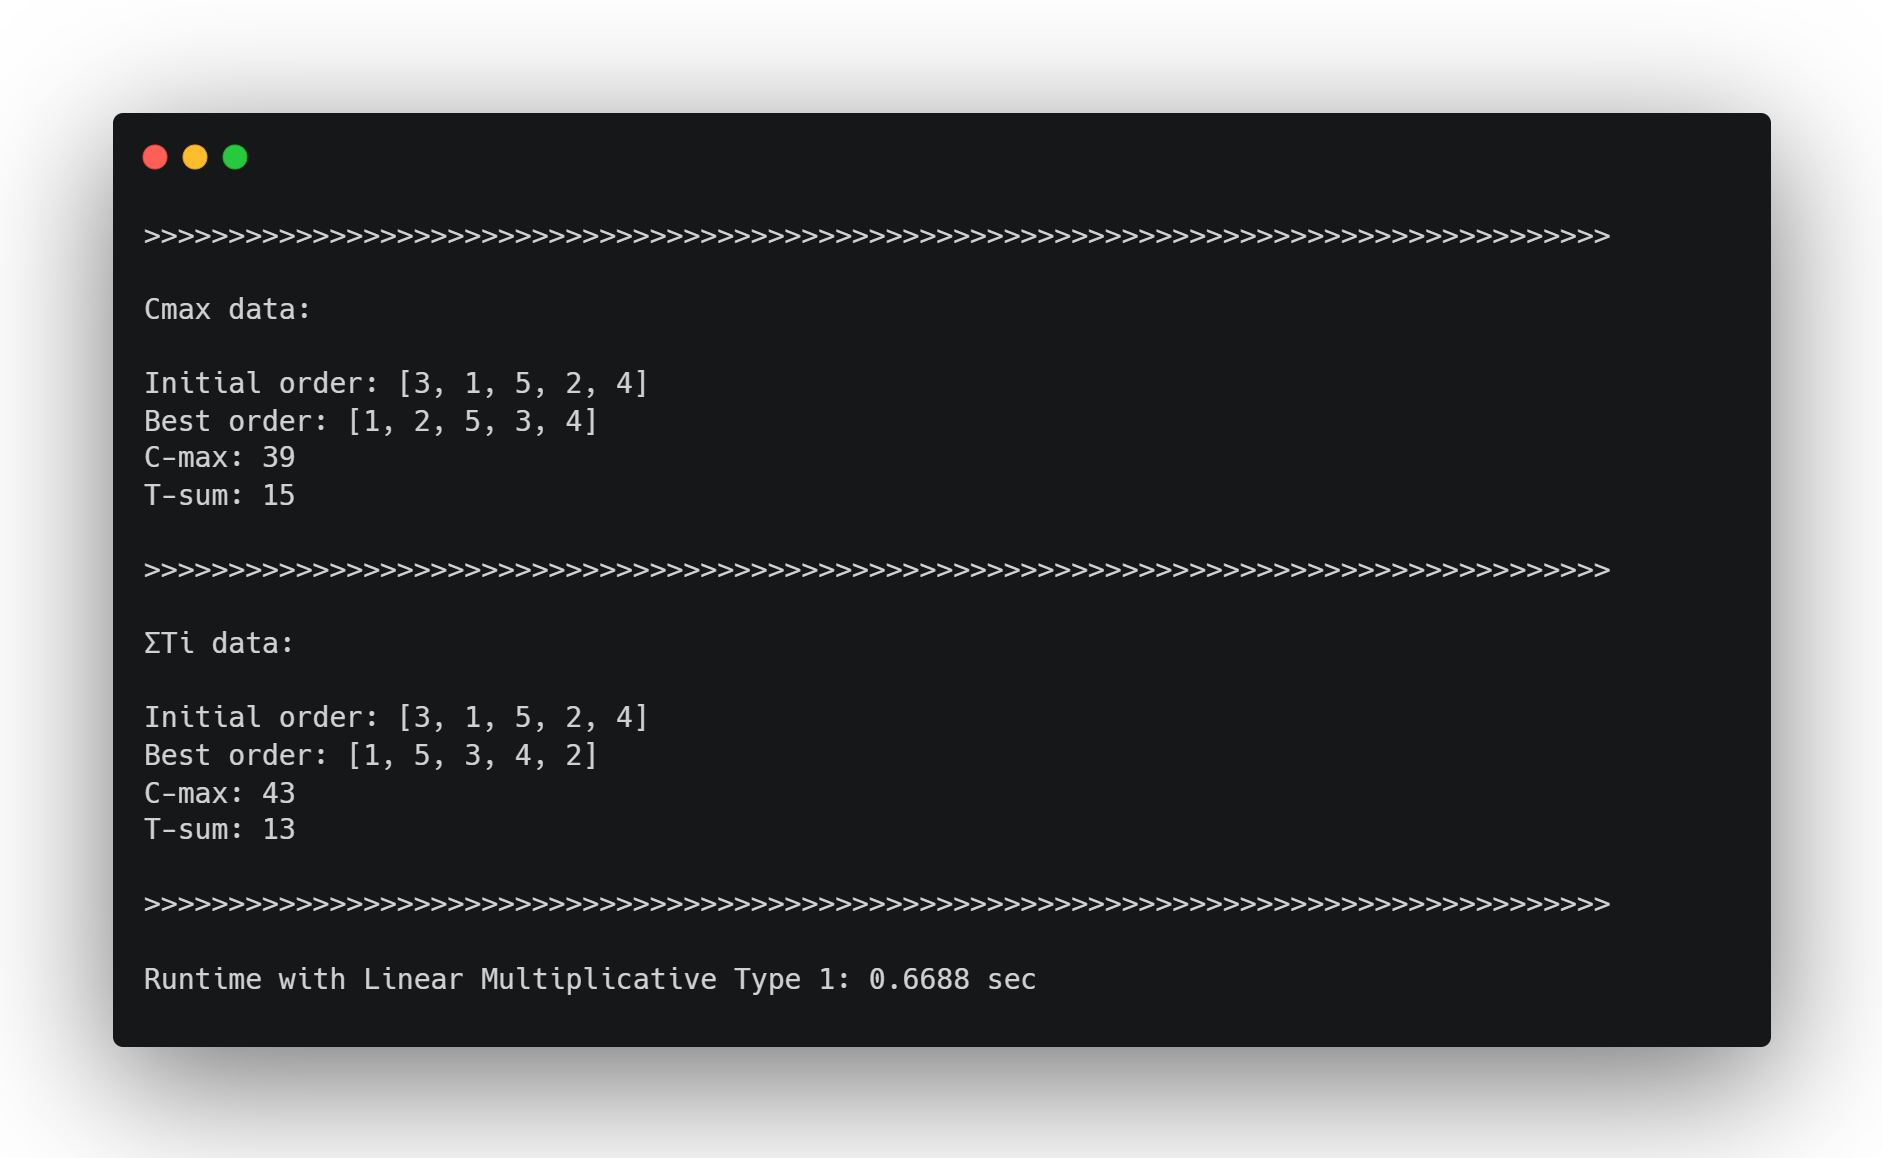 >>>>>>>>>>>>>>>>>>>>>>>>>>>>>>>>>>>>>>>>>>>>>>>>>>>>>>>>>>>>>>>>>>>>>>>>>>>>>>>>>>>>>>>
Cmax data:
Initial order: [3, 1, 5, 2, 4]
Best order: [1, 2, 5, 3, 4]
C-max: 39
T-sum: 15
>>>>>>>>>>>>>>>>>>>>>>>>>>>>>>>>>>>>>>>>>>>>>>>>>>>>>>>>>>>>>>>>>>>>>>>>>>>>>>>>>>>>>>>
ΣTi data:
Initial order: [3, 1, 5, 2, 4]
Best order: [1, 5, 3, 4, 2]
C-max: 43
T-sum: 13
>>>>>>>>>>>>>>>>>>>>>>>>>>>>>>>>>>>>>>>>>>>>>>>>>>>>>>>>>>>>>>>>>>>>>>>>>>>>>>>>>>>>>>>
Runtime with Linear Multiplicative Type 1: 0.6688 sec